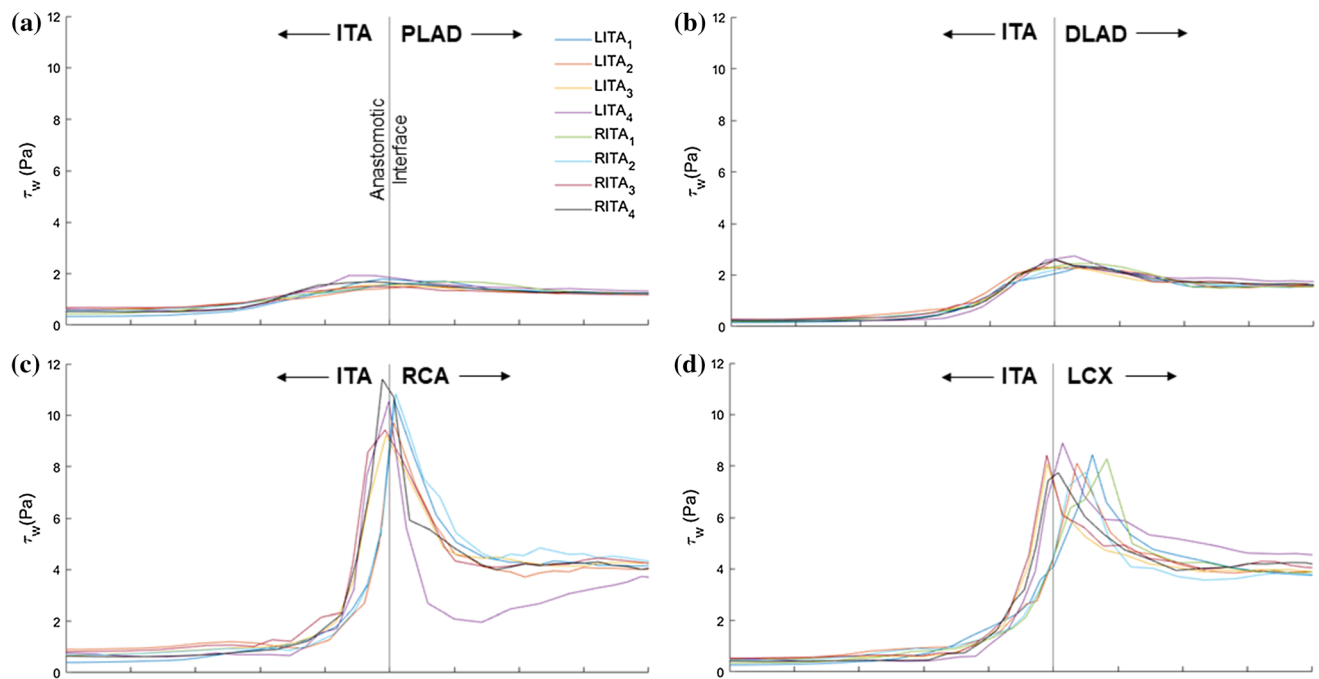 (a)
12
10
8
6
4
2
0
τw (Pa)
ITA PLAD
Anastomotic
Interface
LITA1
LITA2
LITA3
LITA4
RITA1
RITA2
RITA3
RITA4
(b)
12
10
8
6
4
2
0
τw(Pa)
ITA DLAD
(c)
12
10
8
6
4
2
0
τw(Pa)
ITA RCA
(d)
12
10
8
6
4
2
0
τw (Pa)
ITA LCX